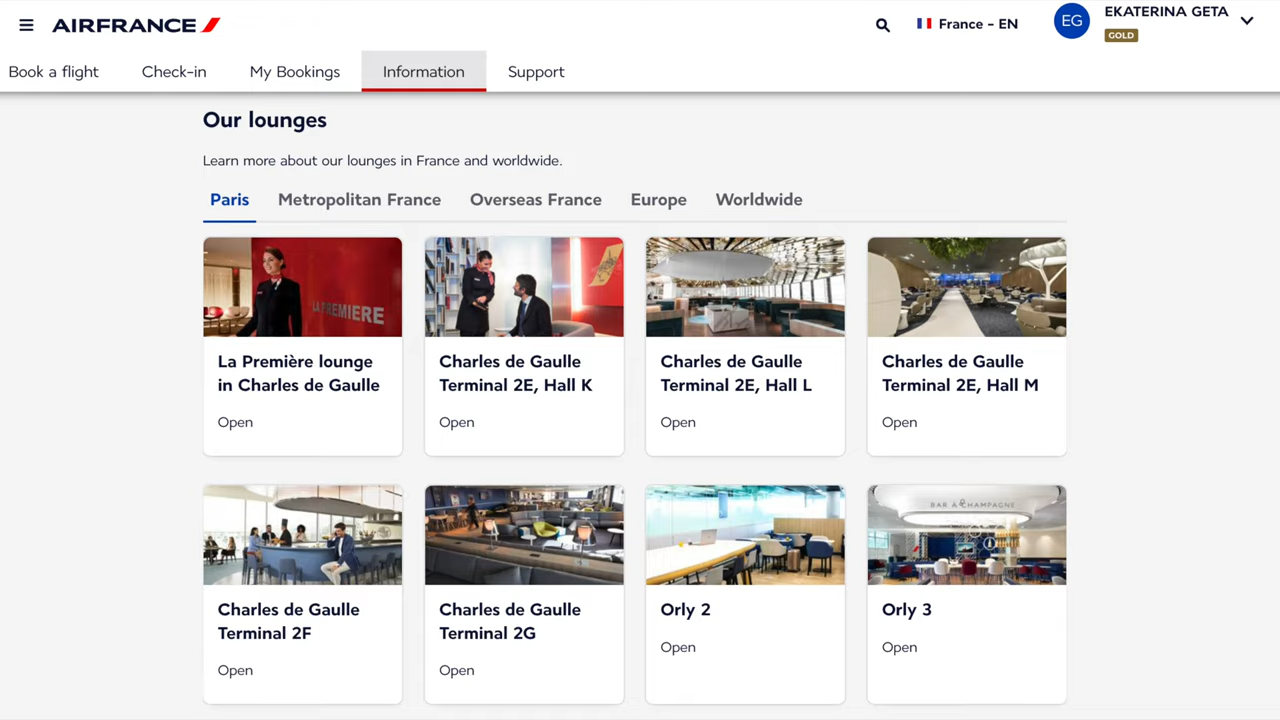 AIRFRANCE
France - EN
EG
EKATERINA GETA
GOLD
Book a flight
Check-in
My Bookings
Information
Support
Our lounges
Learn more about our lounges in France and worldwide.
Paris
Metropolitan France
Overseas France
Europe
Worldwide
LA PREMIERE
La Première lounge
in Charles de Gaulle
Open
Charles de Gaulle
Terminal 2E, Hall K
Open
Charles de Gaulle
Terminal 2E, Hall L
Open
Charles de Gaulle
Terminal 2E, Hall M
Open
Charles de Gaulle
Terminal 2F
Open
Charles de Gaulle
Terminal 2G
Open
Orly 2
Open
BAR À CHAMPAGNE
Orly 3
Open